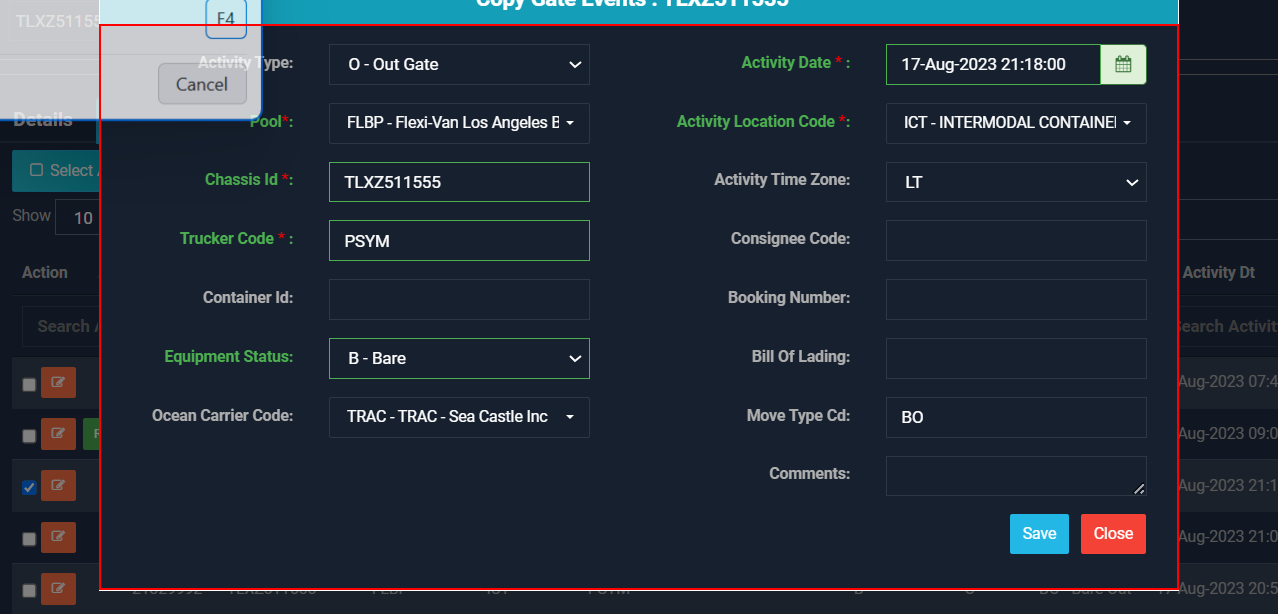 Copy Gate Events : TLXZ511555
TLXZ51155
F4
Cancel
Activity Type:
O - Out Gate
Activity Date * :
17-Aug-2023 21:18:00
Details
Pool*:
FLBP - Flexi-Van Los Angeles B
Activity Location Code *:
ICT - INTERMODAL CONTAINE
Select
Chassis Id *:
TLXZ511555
Activity Time Zone:
LT
Show 10
Trucker Code * :
PSYM
Consignee Code:
Action
Activity Dt
Container Id:
Booking Number:
Search
Search Activit
Equipment Status:
B - Bare
Bill Of Lading:
Aug-2023 07:4
Ocean Carrier Code:
TRAC - TRAC - Sea Castle Inc
Move Type Cd:
BO
Aug-2023 09:0
Comments:
Aug-2023 21:1
Save
Close
Aug-2023 21:0
Aug-2023 20:5